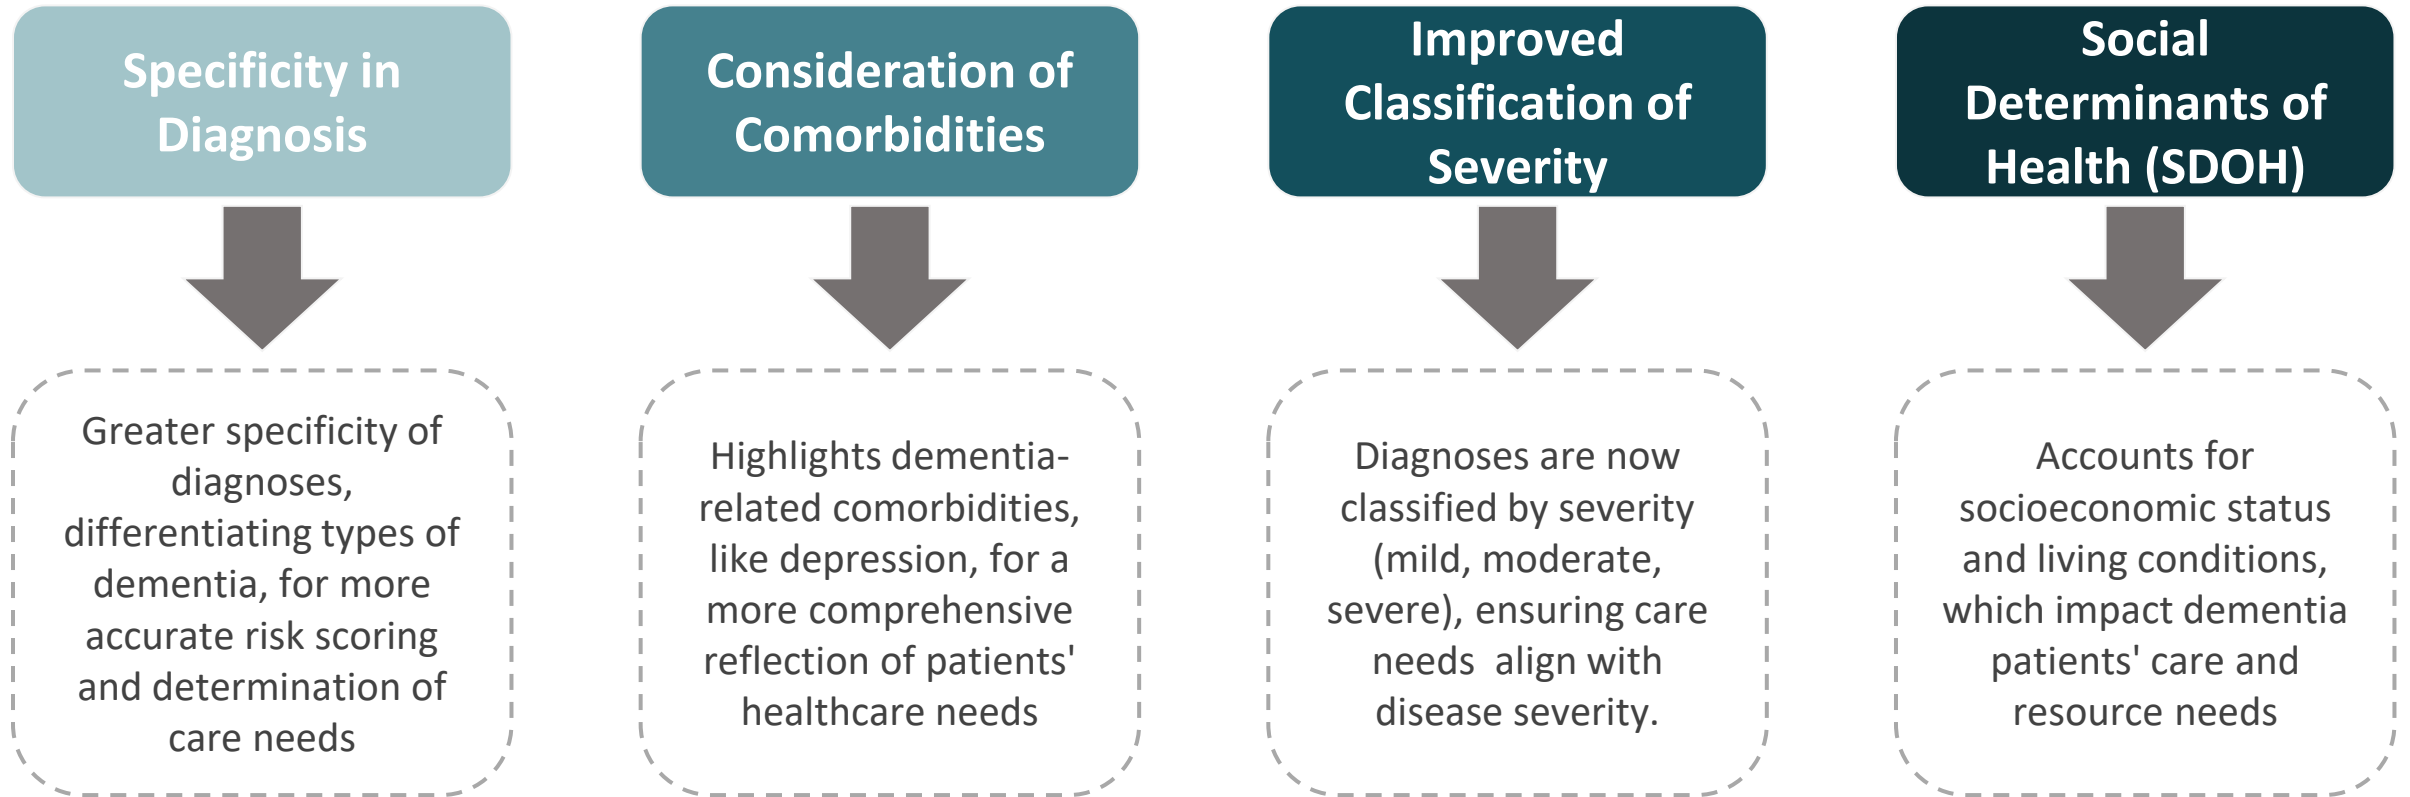 Specificity in
Diagnosis
Consideration of
Comorbidities
Improved
Classification of
Severity
Social
Determinants of
Health (SDOH)
Greater specificity of
diagnoses,
differentiating types of
dementia, for more
accurate risk scoring
and determination of
care needs
Highlights dementia-
related comorbidities,
like depression, for a
more comprehensive
reflection of patients'
healthcare needs
Diagnoses are now
classified by severity
(mild, moderate,
severe), ensuring care
needs  align with
disease severity.
Accounts for
socioeconomic status
and living conditions,
which impact dementia
patients' care and
resource needs